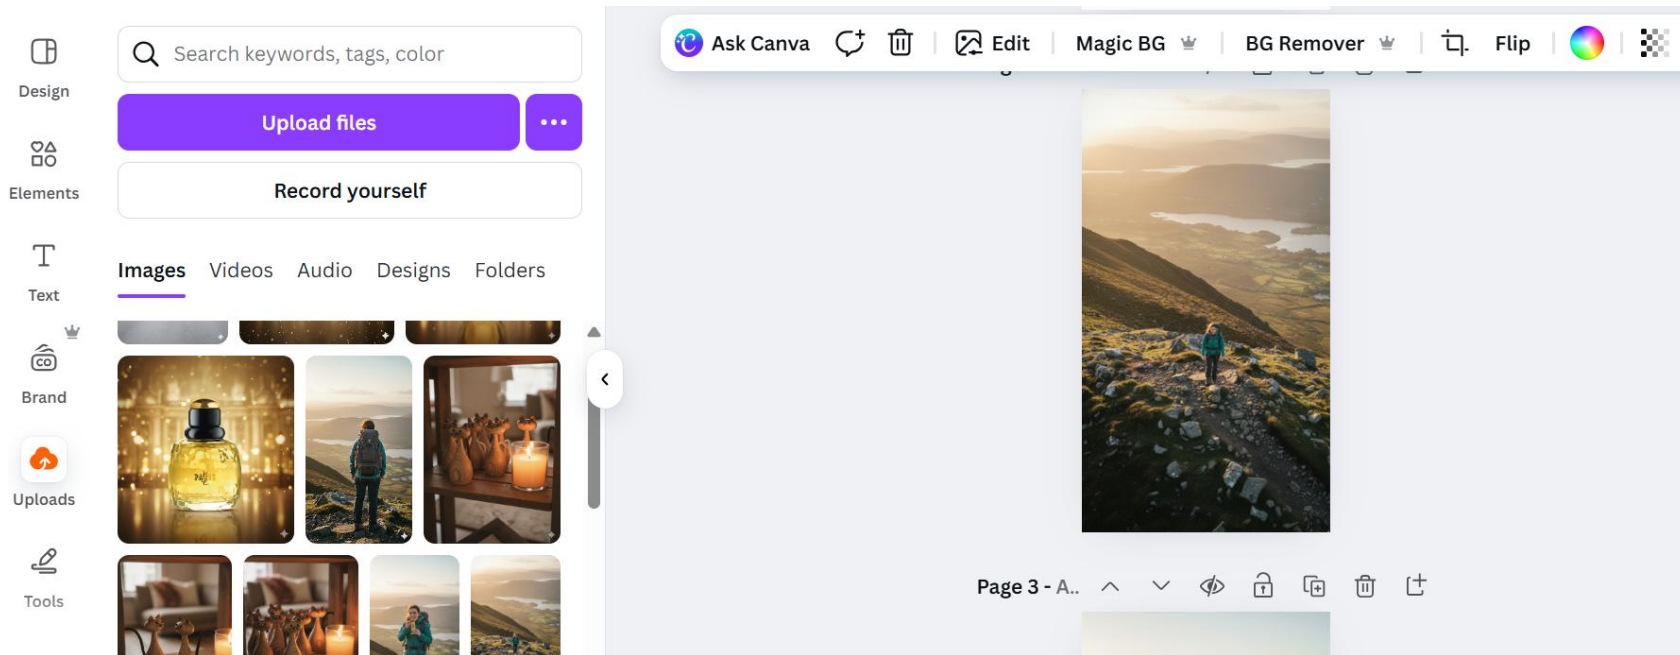 Design
Elements
Text
Brand
Uploads
Tools
Search keywords, tags, color
Upload files
Record yourself
Images Videos Audio Designs Folders
Ask Canva Edit Magic BG BG Remover Flip
Page 3 - A..